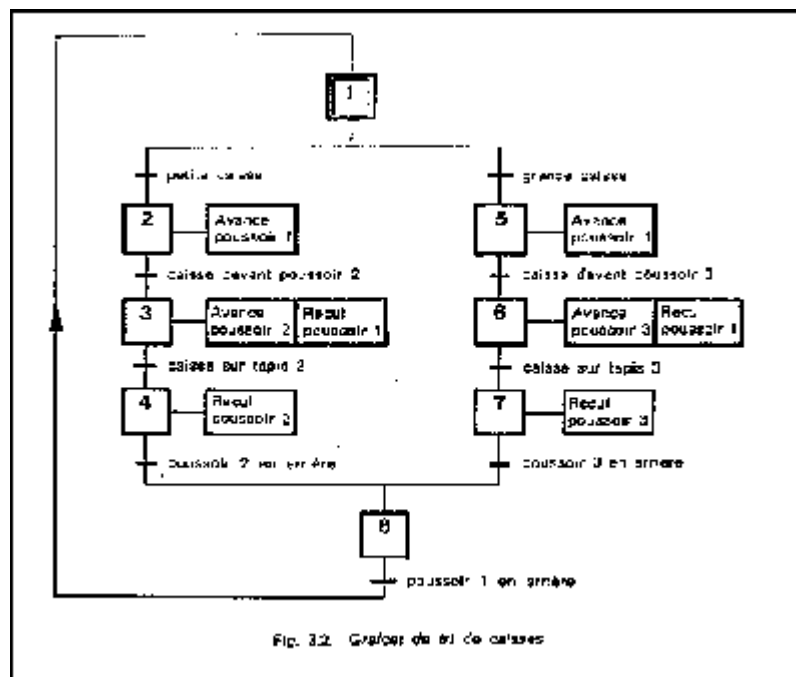 1
petite caisse
grande caisse
2
Avance
poussoir 1
5
Avance
poussoir 1
caisse devant poussoir 2
caisse devant poussoir 3
3
Avance
poussoir 2
Recul
poussoir 1
6
Avance
poussoir 3
Recul
poussoir 1
caisse sur tapis 2
caisse sur tapis 3
4
Recul
poussoir 2
7
Recul
poussoir 3
poussoir 2 en arrière
poussoir 3 en arrière
8
poussoir 1 en arrière
Fig. 3.2. Grafcet de tri de caisses